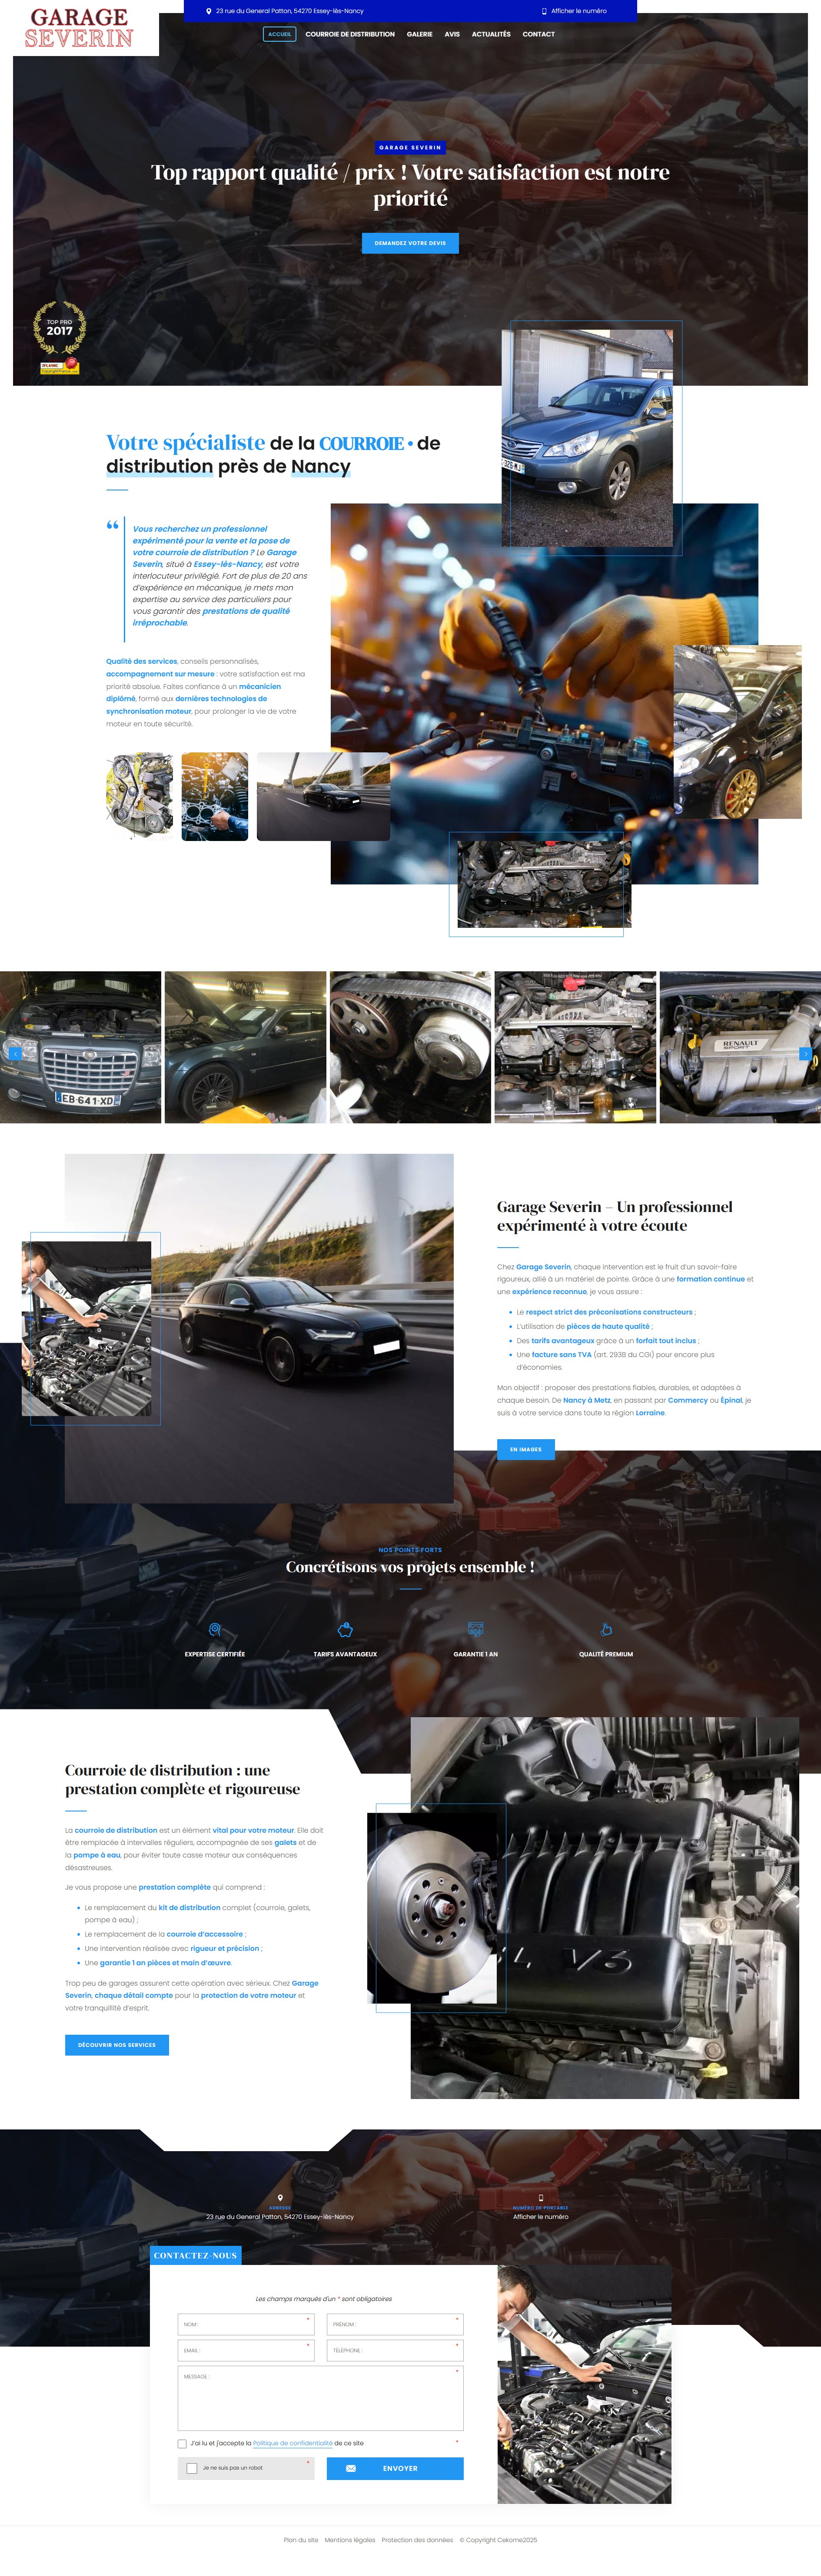 GARAGE
SEVERIN
23 rue du General Patton, 54270 Essey-lès-Nancy
Afficher le numéro
ACCUEIL
COURROIE DE DISTRIBUTION
GALERIE
AVIS
ACTUALITÉS
CONTACT
GARAGE SEVERIN
Top rapport qualité / prix ! Votre satisfaction est notre
priorité
DEMANDEZ VOTRE DEVIS
TOP PRO
2017
Votre spécialiste de la COURROIE • de
distribution près de Nancy
Vous recherchez un professionnel
expérimenté pour la vente et la pose de
votre courroie de distribution ? Le Garage
Severin, situé à Essey-lès-Nancy, est votre
interlocuteur privilégié. Fort de plus de 20 ans
d'expérience en mécanique, je mets mon
expertise au service des particuliers pour
vous garantir des prestations de qualité
irréprochable.
Qualité des services, conseils personnalisés,
accompagnement sur mesure : votre satisfaction est ma
priorité absolue. Faites confiance à un mécanicien
diplômé, formé aux dernières technologies de
synchronisation moteur, pour prolonger la vie de votre
moteur en toute sécurité.
EB·641·XD
RENAULT
SPORT
Garage Severin – Un professionnel
expérimenté à votre écoute
Chez Garage Severin, chaque intervention est le fruit d'un savoir-faire
rigoureux, allié à un matériel de pointe. Grâce à une formation continue et
une expérience reconnue, je vous assure :
Le respect strict des préconisations constructeurs ;
L'utilisation de pièces de haute qualité ;
Des tarifs avantageux grâce à un forfait tout inclus ;
Une facture sans TVA (art. 293B du CGI) pour encore plus
d'économies.
Mon objectif : proposer des prestations fiables, durables, et adaptées à
chaque besoin. De Nancy à Metz, en passant par Commercy ou Épinal, je
suis à votre service dans toute la région Lorraine.
EN IMAGES
NOS POINTS FORTS
Concrétisons vos projets ensemble !
EXPERTISE CERTIFIÉE
TARIFS AVANTAGEUX
GARANTIE 1 AN
QUALITÉ PREMIUM
Courroie de distribution : une
prestation complète et rigoureuse
La courroie de distribution est un élément vital pour votre moteur. Elle doit
être remplacée à intervalles réguliers, accompagnée de ses galets et de
la pompe à eau, pour éviter toute casse moteur aux conséquences
désastreuses.
Je vous propose une prestation complète qui comprend :
Le remplacement du kit de distribution complet (courroie, galets,
pompe à eau) ;
Le remplacement de la courroie d'accessoire ;
Une intervention réalisée avec rigueur et précision ;
Une garantie 1 an pièces et main d'œuvre.
Trop peu de garages assurent cette opération avec sérieux. Chez Garage
Severin, chaque détail compte pour la protection de votre moteur et
votre tranquillité d'esprit.
DÉCOUVRIR NOS SERVICES
V6
ADRESSE
23 rue du General Patton, 54270 Essey-lès-Nancy
NUMÉRO DE PORTABLE
Afficher le numéro
CONTACTEZ-NOUS
Les champs marqués d'un * sont obligatoires
NOM : *
PRÉNOM : *
EMAIL : *
TÉLÉPHONE : *
MESSAGE : *
J'ai lu et j'accepte la Politique de confidentialité de ce site *
Je ne suis pas un robot *
ENVOYER
Plan du site
Mentions légales
Protection des données
© Copyright Cekome2025